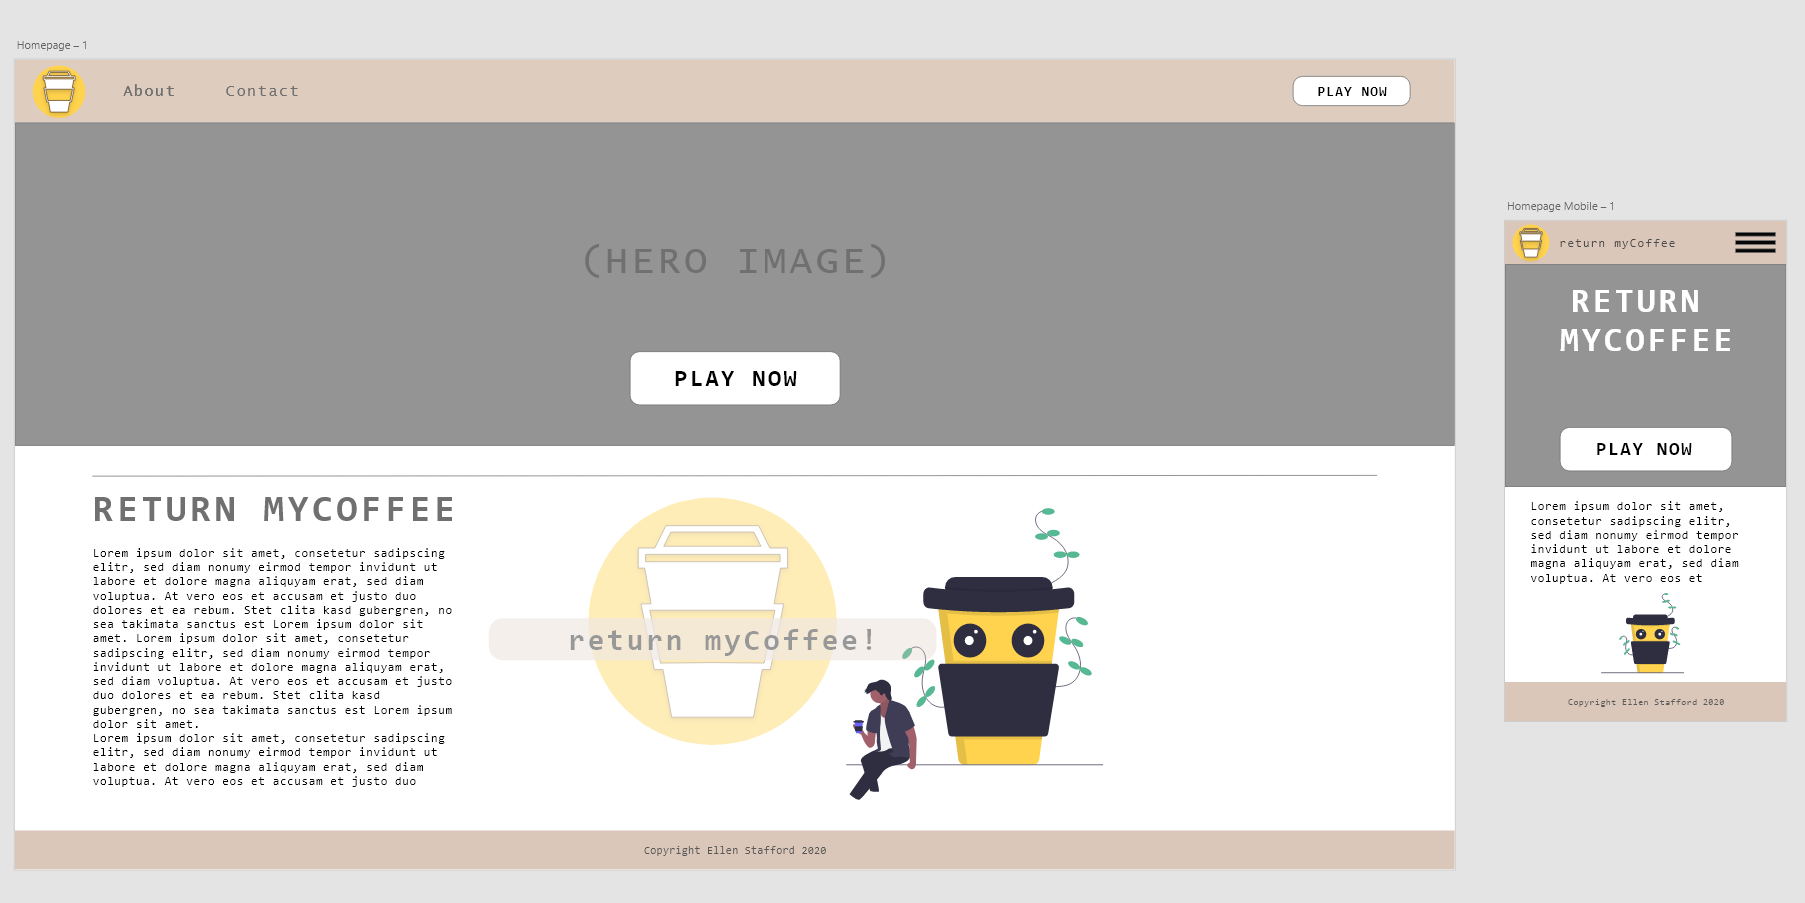 Homepage – 1
About
Contact
PLAY NOW
(HERO IMAGE)
PLAY NOW
RETURN MYCOFFEE
Lorem ipsum dolor sit amet, consetetur sadipscing
elitr, sed diam nonumy eirmod tempor invidunt ut
labore et dolore magna aliquyam erat, sed diam
voluptua. At vero eos et accusam et justo duo
dolores et ea rebum. Stet clita kasd gubergren, no
sea takimata sanctus est Lorem ipsum dolor sit
amet. Lorem ipsum dolor sit amet, consetetur
sadipscing elitr, sed diam nonumy eirmod tempor
invidunt ut labore et dolore magna aliquyam erat,
sed diam voluptua. At vero eos et accusam et justo
duo dolores et ea rebum. Stet clita kasd
gubergren, no sea takimata sanctus est Lorem ipsum
dolor sit amet.
Lorem ipsum dolor sit amet, consetetur sadipscing
elitr, sed diam nonumy eirmod tempor invidunt ut
labore et dolore magna aliquyam erat, sed diam
voluptua. At vero eos et accusam et justo duo
return myCoffee!
Copyright Ellen Stafford 2020
Homepage Mobile – 1
return myCoffee
RETURN
MYCOFFEE
PLAY NOW
Lorem ipsum dolor sit amet,
consetetur sadipscing elitr,
sed diam nonumy eirmod tempor
invidunt ut labore et dolore
magna aliquyam erat, sed diam
voluptua. At vero eos et
Copyright Ellen Stafford 2020